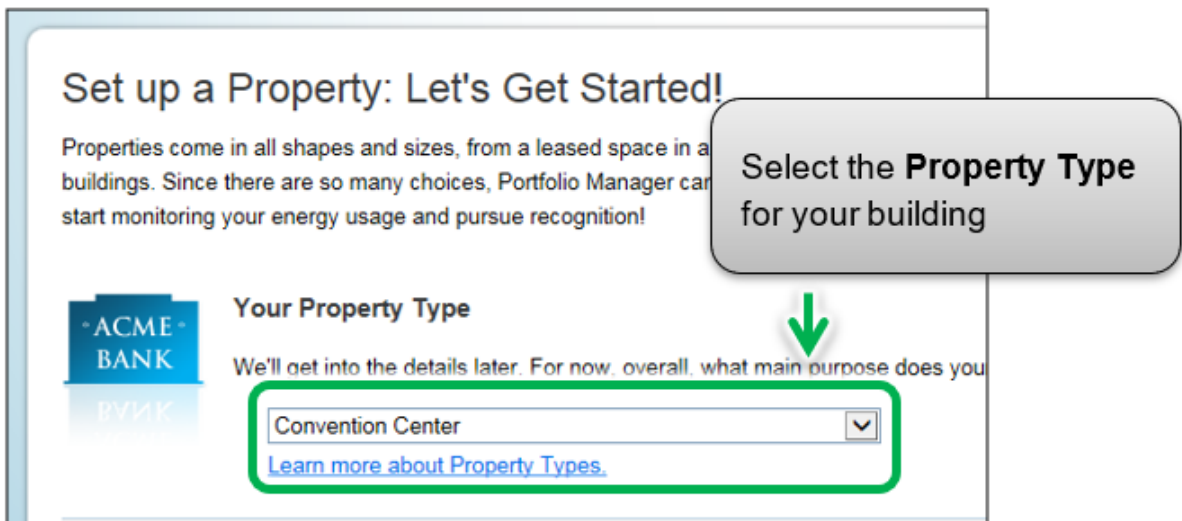 Set up a Property: Let's Get Started!
Properties come in all shapes and sizes, from a leased space in a
buildings. Since there are so many choices, Portfolio Manager can
start monitoring your energy usage and pursue recognition!
Select the Property Type
for your building
·ACME·
BANK
Your Property Type
We'll get into the details later. For now, overall, what main purpose does you
Convention Center
Learn more about Property Types.